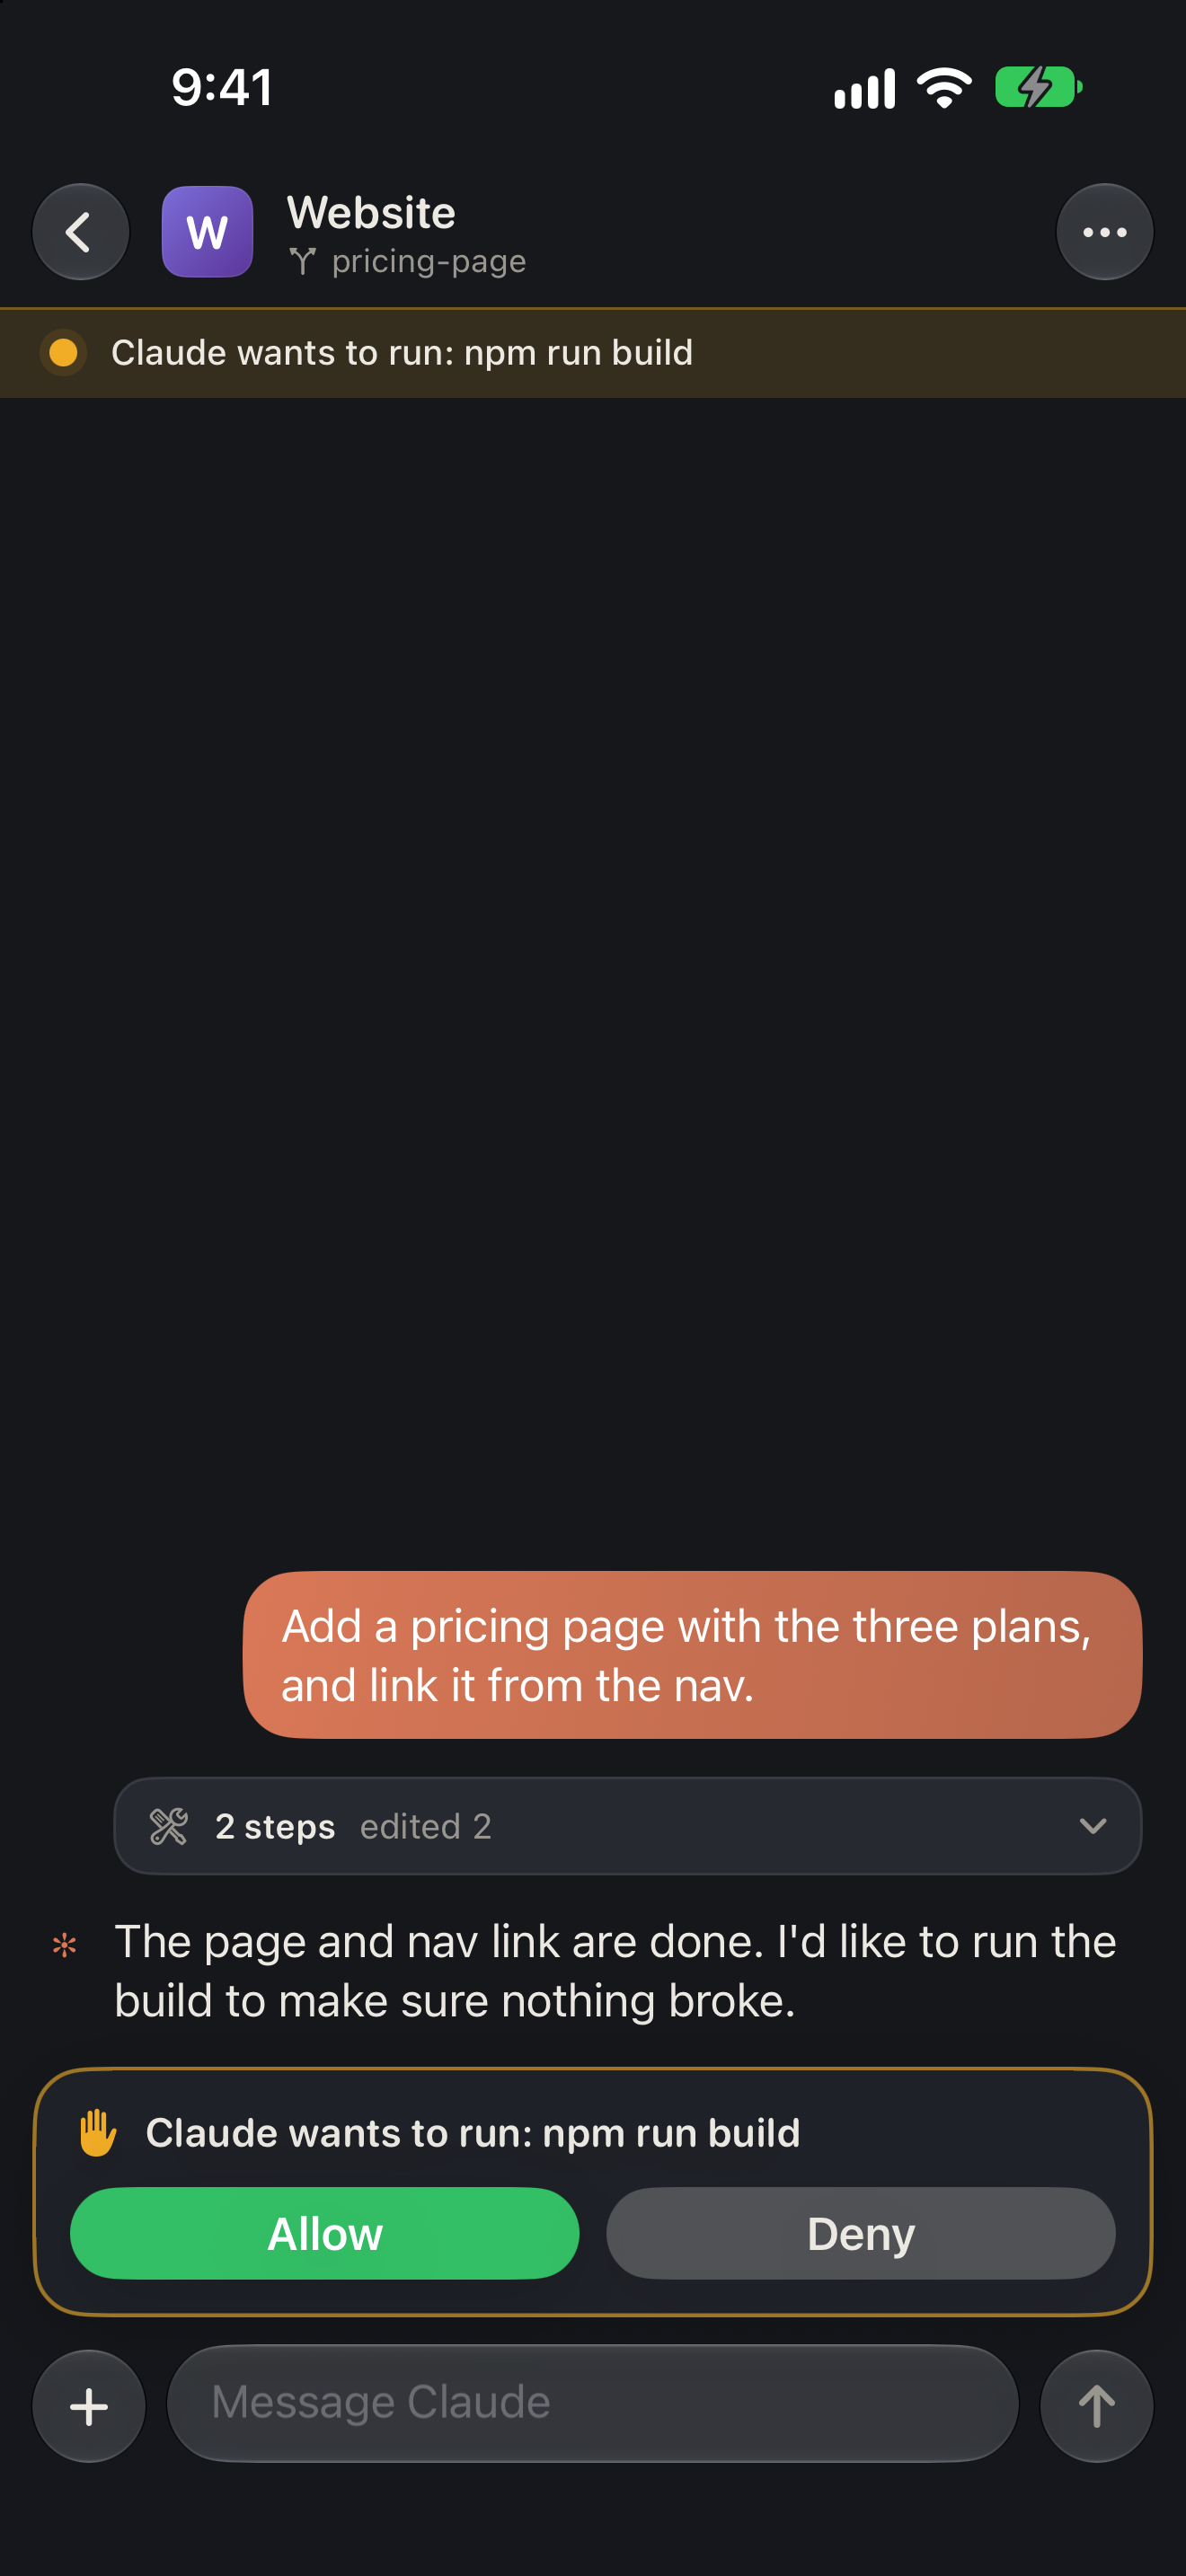 9:41
W
Website
pricing-page
Claude wants to run: npm run build
Add a pricing page with the three plans,
and link it from the nav.
2 steps edited 2
The page and nav link are done. I'd like to run the
build to make sure nothing broke.
Claude wants to run: npm run build
Allow Deny
Message Claude